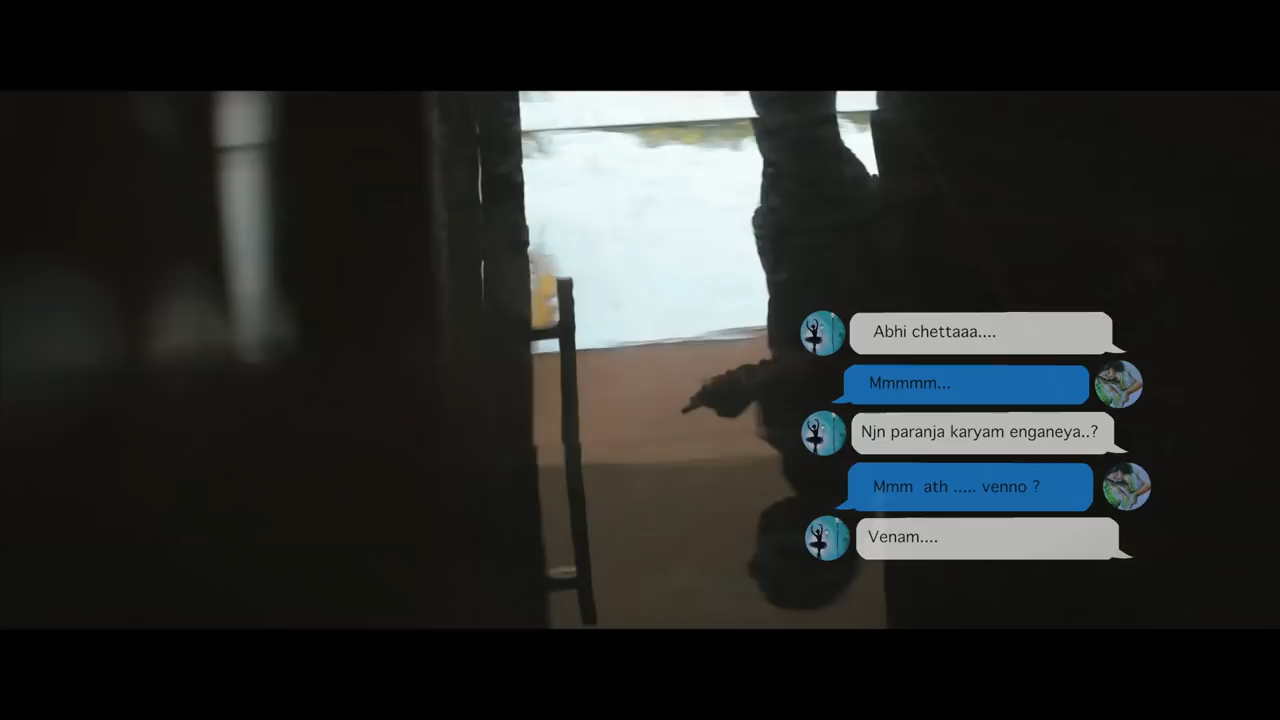 Abhi chettaaa....
Mmmmm...
Njn paranja karyam enganeya..?
Mmm ath ..... venno ?
Venam....